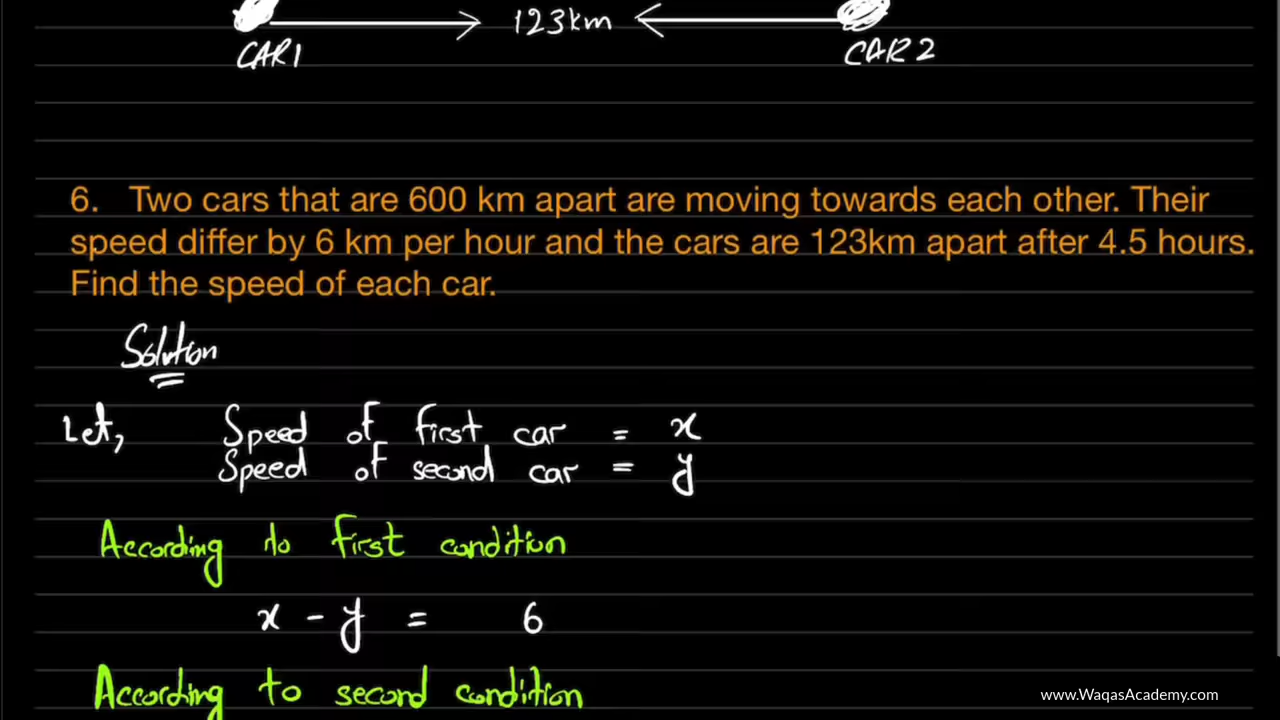 123km
CAR1 CAR 2
6. Two cars that are 600 km apart are moving towards each other. Their
speed differ by 6 km per hour and the cars are 123km apart after 4.5 hours.
Find the speed of each car.
Solution
Let, Speed of first car = x
Speed of second car = y
According to first condition
x - y = 6
According to second condition
www.WaqasAcademy.com